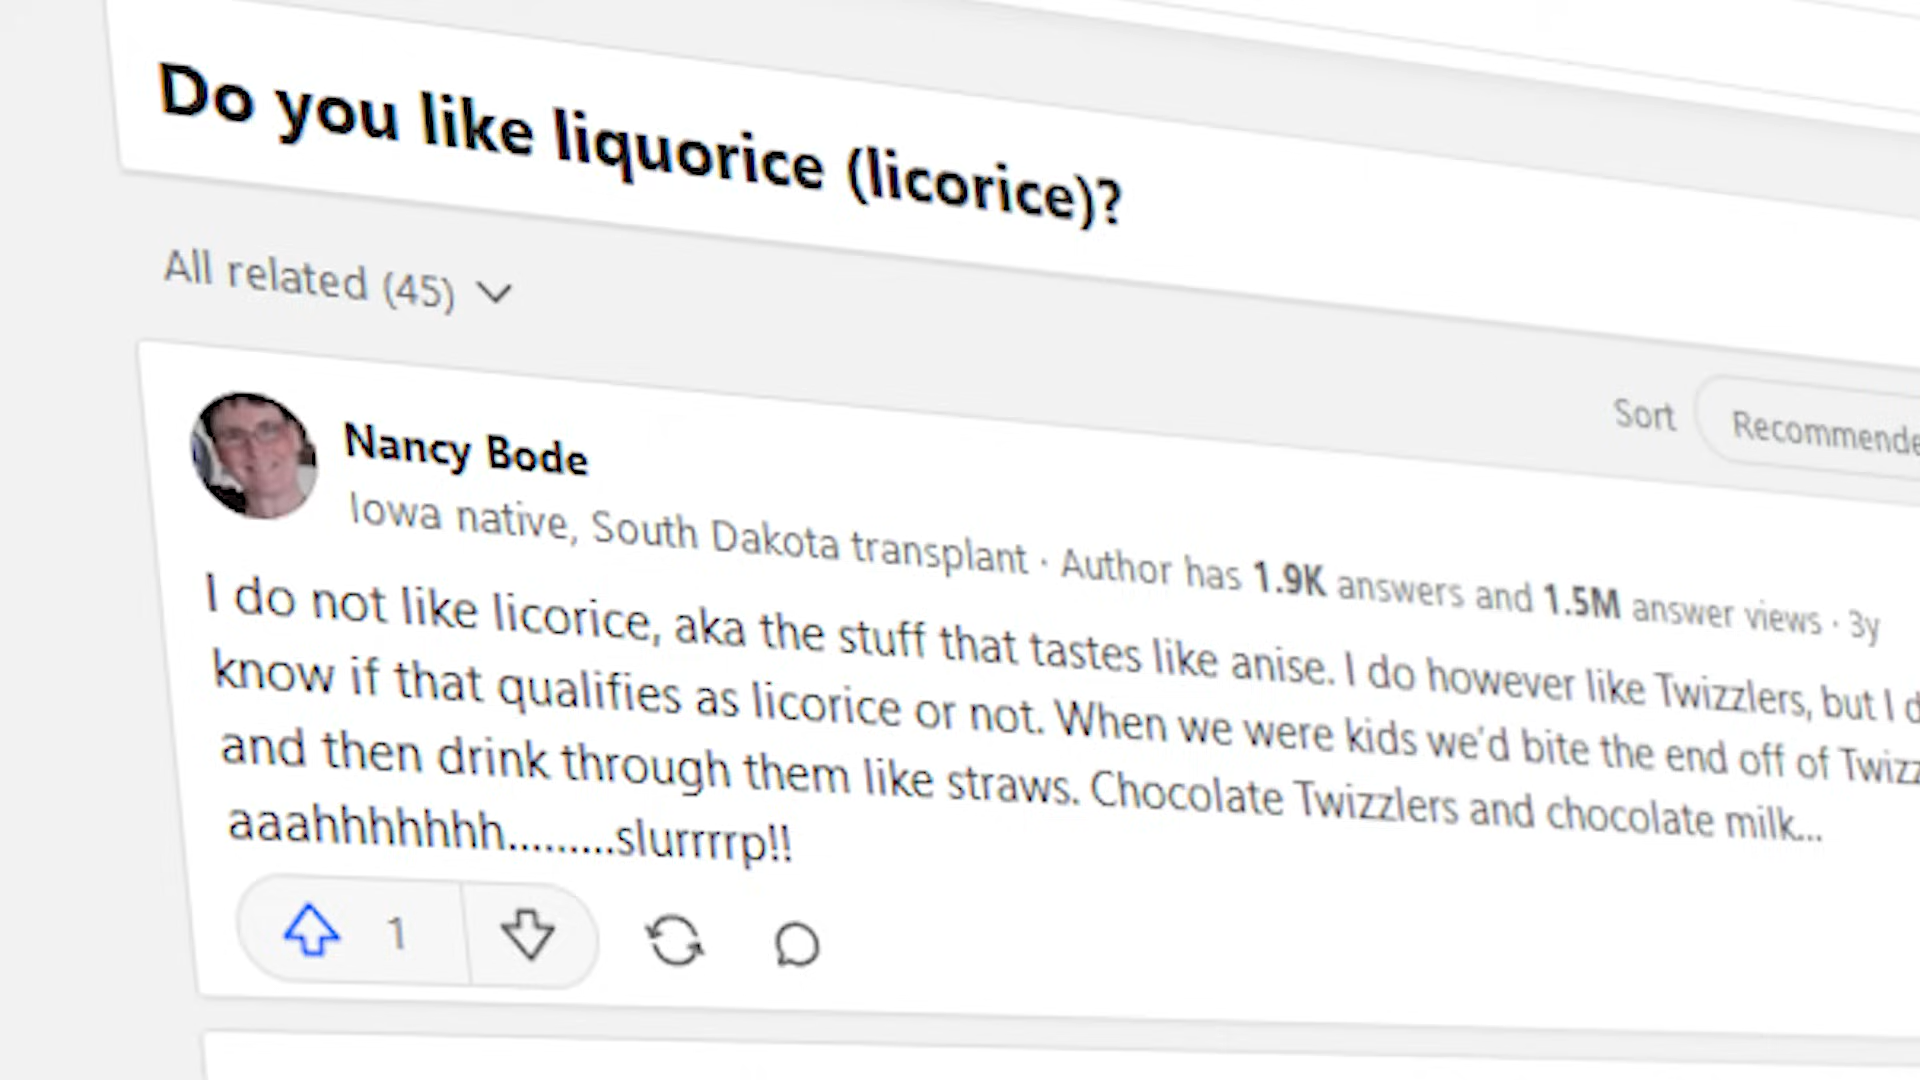 Do you like liquorice (licorice)?
All related (45)
Sort
Nancy Bode
Iowa native, South Dakota transplant · Author has 1.9K answers and 1.5M answer views · 3y
I do not like licorice, aka the stuff that tastes like anise. I do however like Twizzlers, but I
know if that qualifies as licorice or not. When we were kids we'd bite the end off of
and then drink through them like straws. Chocolate Twizzlers and chocolate milk...
aaahhhhhhhh.........slurrrrrp!!
1